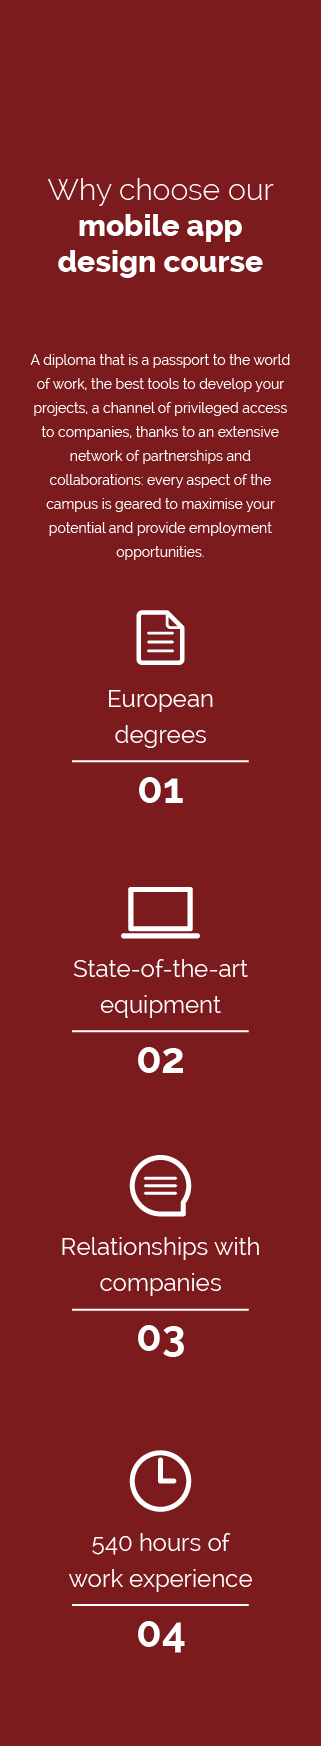 Why choose our
mobile app
design course
A diploma that is a passport to the world
of work, the best tools to develop your
projects, a channel of privileged access
to companies, thanks to an extensive
network of partnerships and
collaborations: every aspect of the
campus is geared to maximise your
potential and provide employment
opportunities.
European
degrees
01
State-of-the-art
equipment
02
Relationships with
companies
03
540 hours of
work experience
04